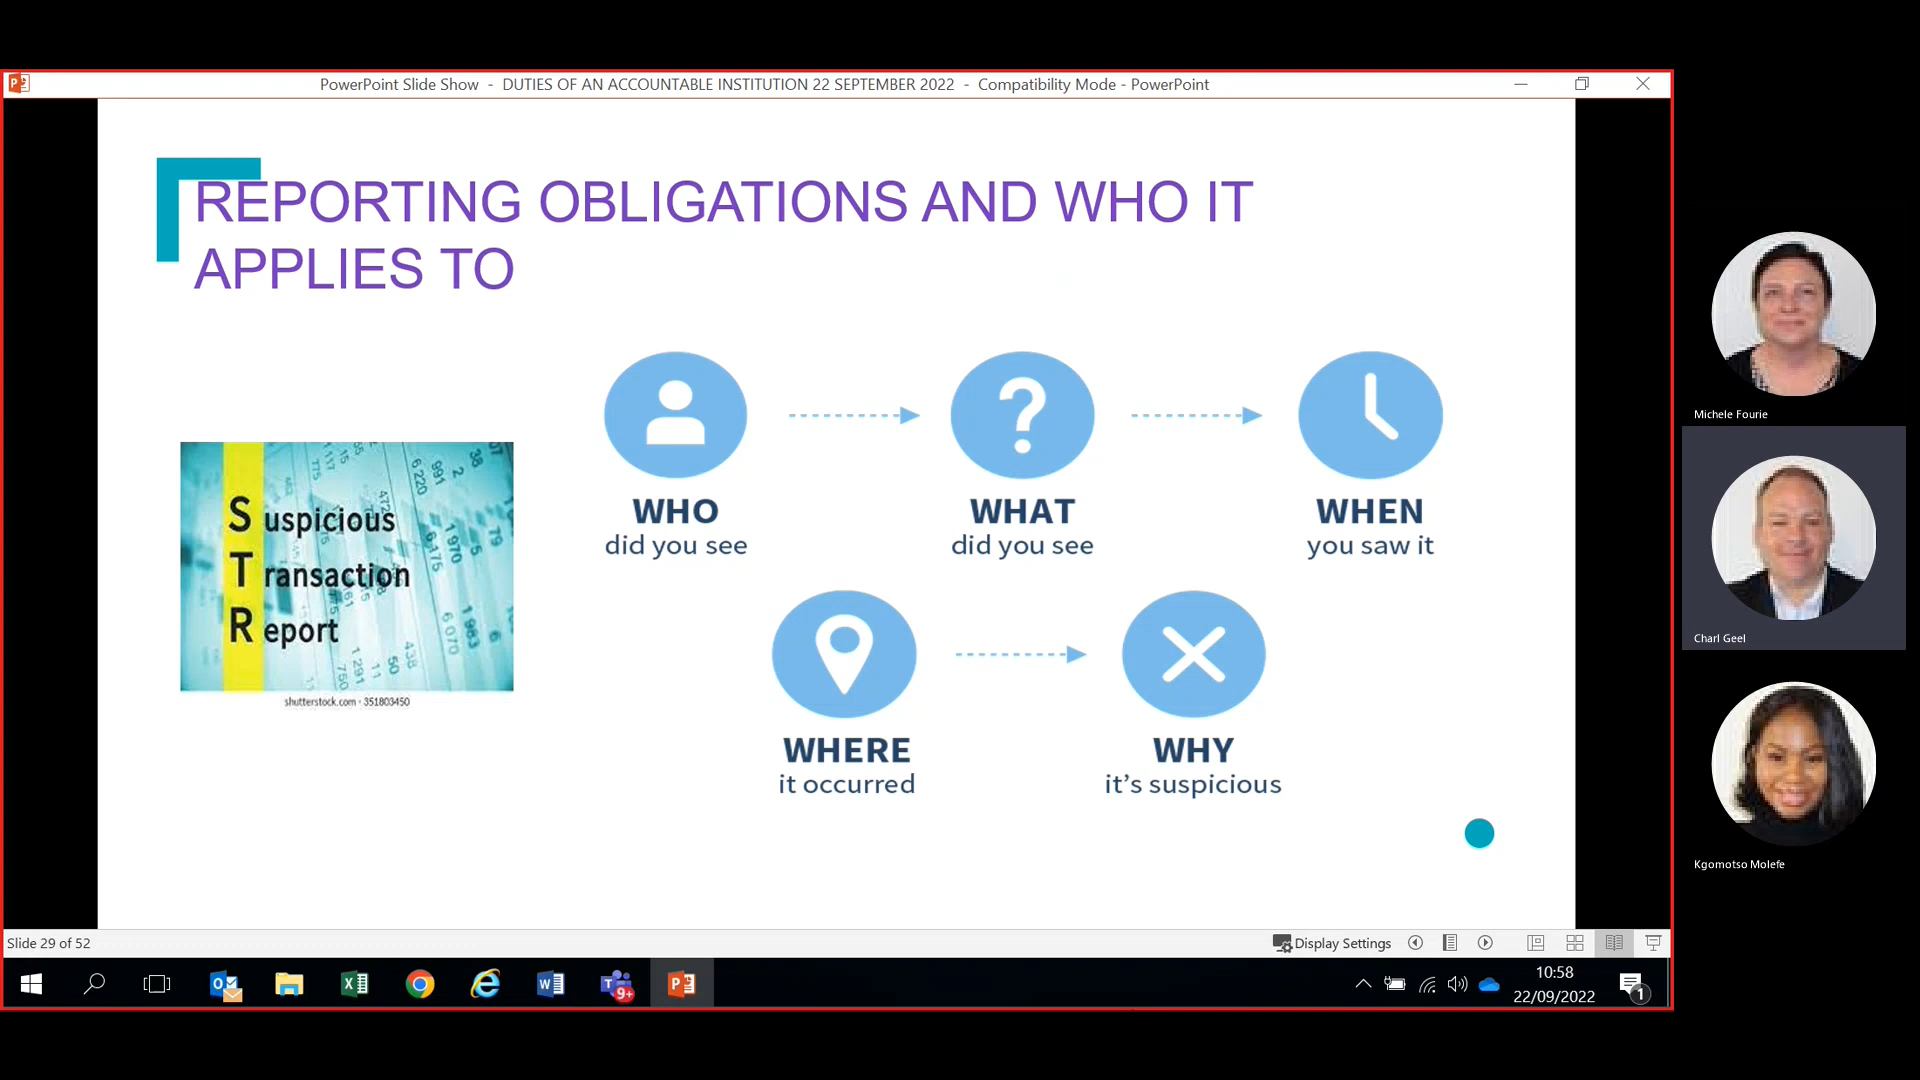 PowerPoint Slide Show - DUTIES OF AN ACCOUNTABLE INSTITUTION 22 SEPTEMBER 2022 - Compatibility Mode - PowerPoint
REPORTING OBLIGATIONS AND WHO IT
APPLIES TO
Suspicious
Transaction
Report
shutterstock.com · 351803450
WHO
did you see
WHAT
did you see
WHEN
you saw it
WHERE
it occurred
WHY
it's suspicious
Michele Fourie
Charl Geel
Kgomotso Molefe
Slide 29 of 52
Display Settings
9+
10:58
22/09/2022
1